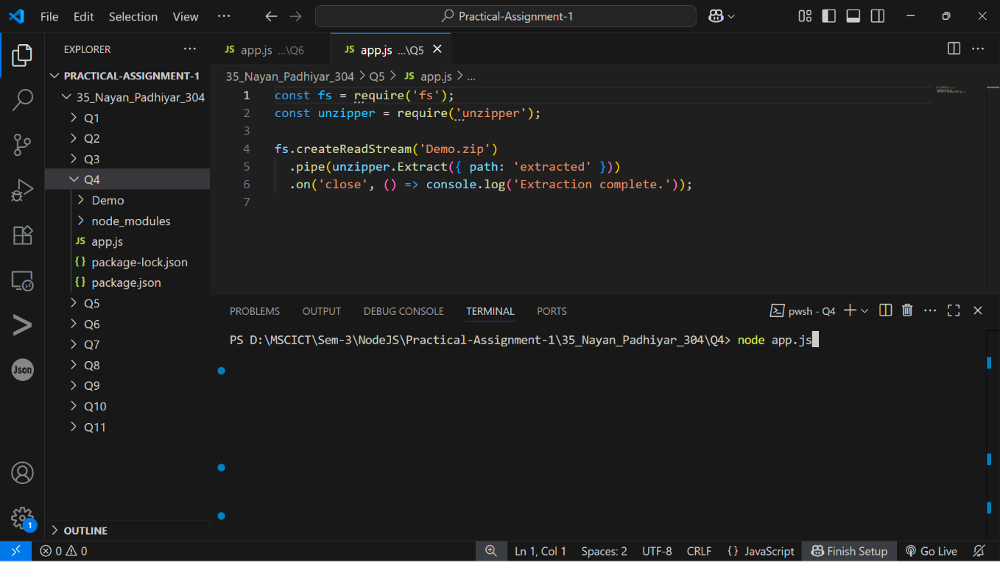 File Edit Selection View ··· Practical-Assignment-1
EXPLORER ···
PRACTICAL-ASSIGNMENT-1
35_Nayan_Padhiyar_304
Q1
Q2
Q3
Q4
Demo
node_modules
JS app.js
{} package-lock.json
{} package.json
Q5
Q6
Q7
Q8
Q9
Q10
Q11
OUTLINE
Json
1
JS app.js ...\Q6 JS app.js ...\Q5
35_Nayan_Padhiyar_304 > Q5 > JS app.js > ...
1 const fs = require('fs');
2 const unzipper = require('unzipper');
3
4 fs.createReadStream('Demo.zip')
5 .pipe(unzipper.Extract({ path: 'extracted' }))
6 .on('close', () => console.log('Extraction complete.'));
7
PROBLEMS OUTPUT DEBUG CONSOLE TERMINAL PORTS pwsh - Q4
PS D:\MSCICT\Sem-3\NodeJS\Practical-Assignment-1\35_Nayan_Padhiyar_304\Q4> node app.js
0 0 Ln 1, Col 1 Spaces: 2 UTF-8 CRLF {} JavaScript Finish Setup Go Live